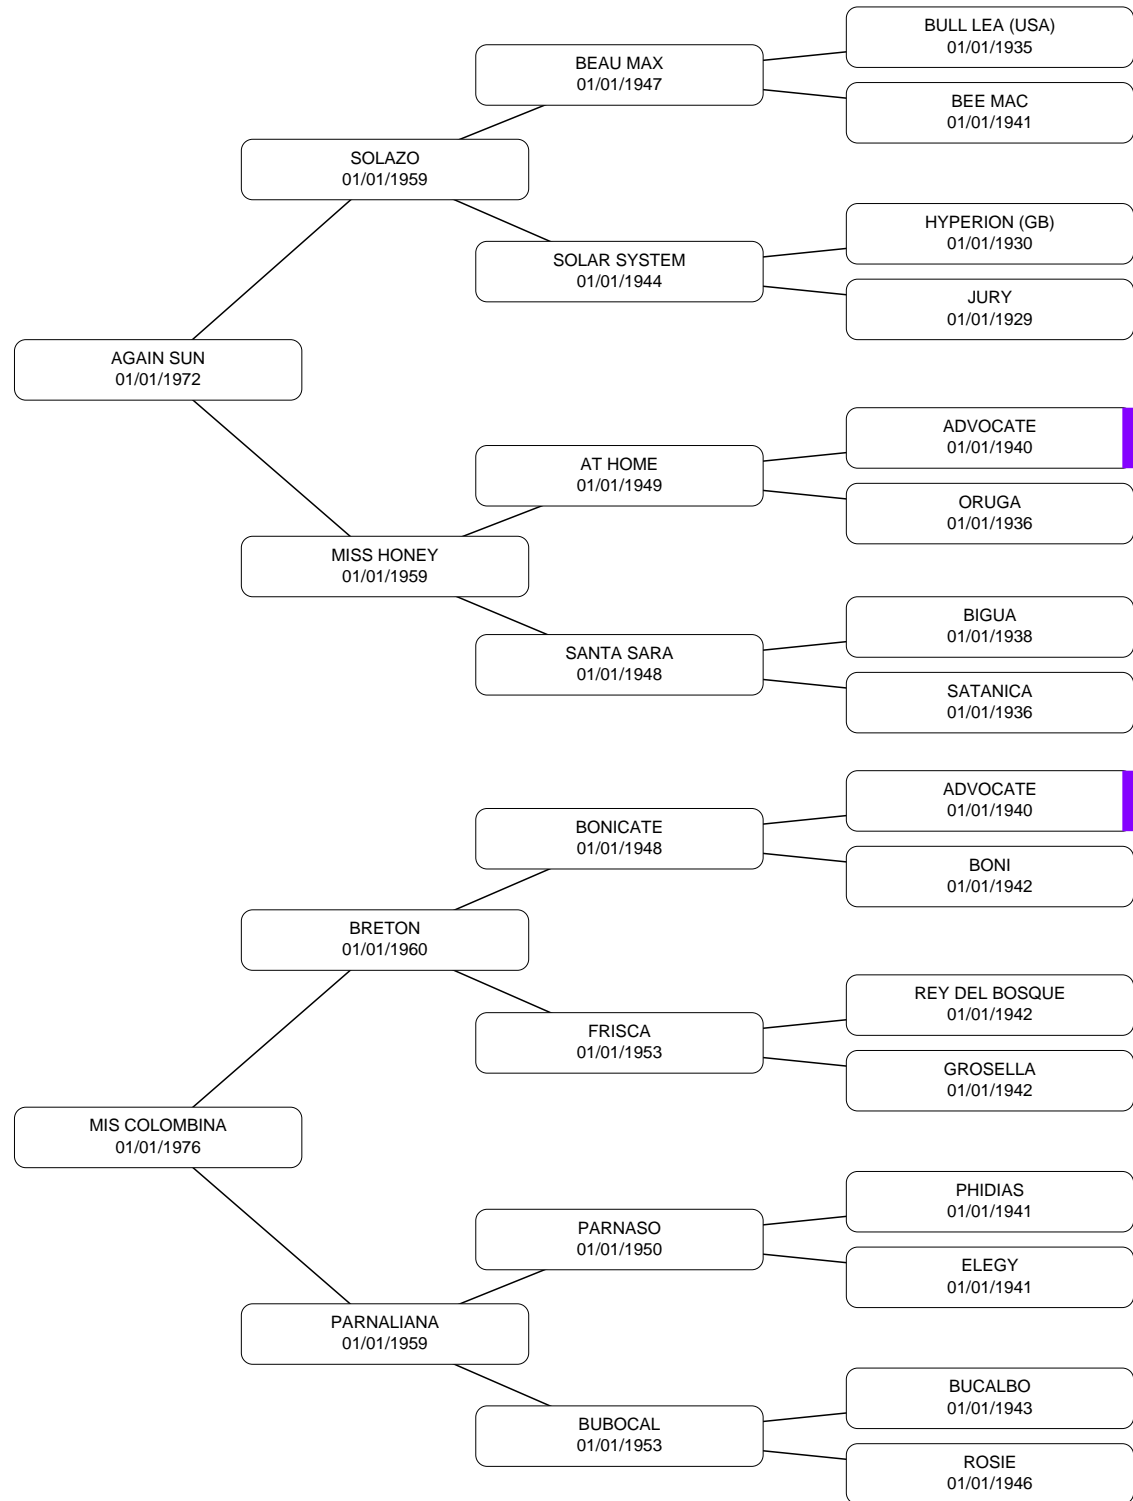 BULL LEA (USA)
01/01/1935
BEAU MAX
01/01/1947
BEE MAC
01/01/1941
SOLAZO
01/01/1959
HYPERION (GB)
01/01/1930
SOLAR SYSTEM
01/01/1944
JURY
01/01/1929
AGAIN SUN
01/01/1972
ADVOCATE
01/01/1940
AT HOME
01/01/1949
ORUGA
01/01/1936
MISS HONEY
01/01/1959
BIGUA
01/01/1938
SANTA SARA
01/01/1948
SATANICA
01/01/1936
ADVOCATE
01/01/1940
BONICATE
01/01/1948
BONI
01/01/1942
BRETON
01/01/1960
REY DEL BOSQUE
01/01/1942
FRISCA
01/01/1953
GROSELLA
01/01/1942
MIS COLOMBINA
01/01/1976
PHIDIAS
01/01/1941
PARNASO
01/01/1950
ELEGY
01/01/1941
PARNALIANA
01/01/1959
BUCALBO
01/01/1943
BUBOCAL
01/01/1953
ROSIE
01/01/1946